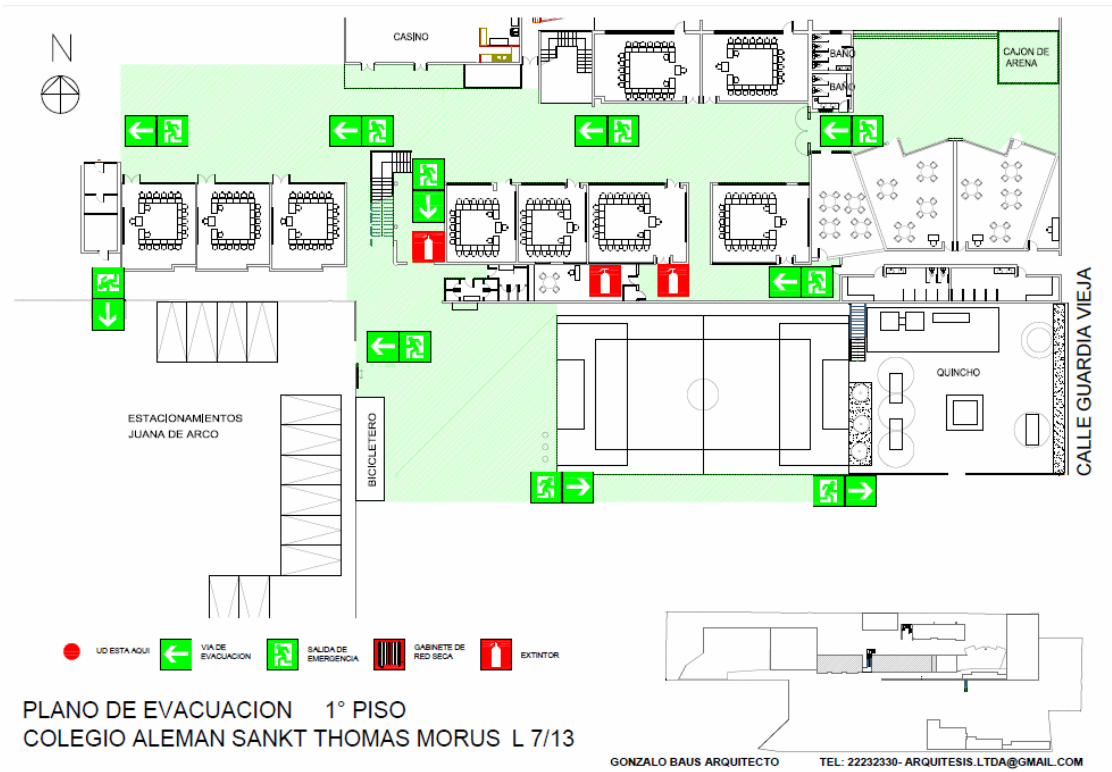 N
CASINO
BAÑO
BAÑO
CAJON DE
ARENA
CALLE GUARDIA VIEJA
QUINCHO
ESTACIONAMIENTOS
JUANA DE ARCO
BICICLETERO
UD ESTA AQUI
VIA DE
EVACUACION
SALIDA DE
EMERGENCIA
GABINETE DE
RED SECA
EXTINTOR
PLANO DE EVACUACION 1° PISO
COLEGIO ALEMAN SANKT THOMAS MORUS L 7/13
GONZALO BAUS ARQUITECTO TEL: 22232330- ARQUITESIS.LTDA@GMAIL.COM